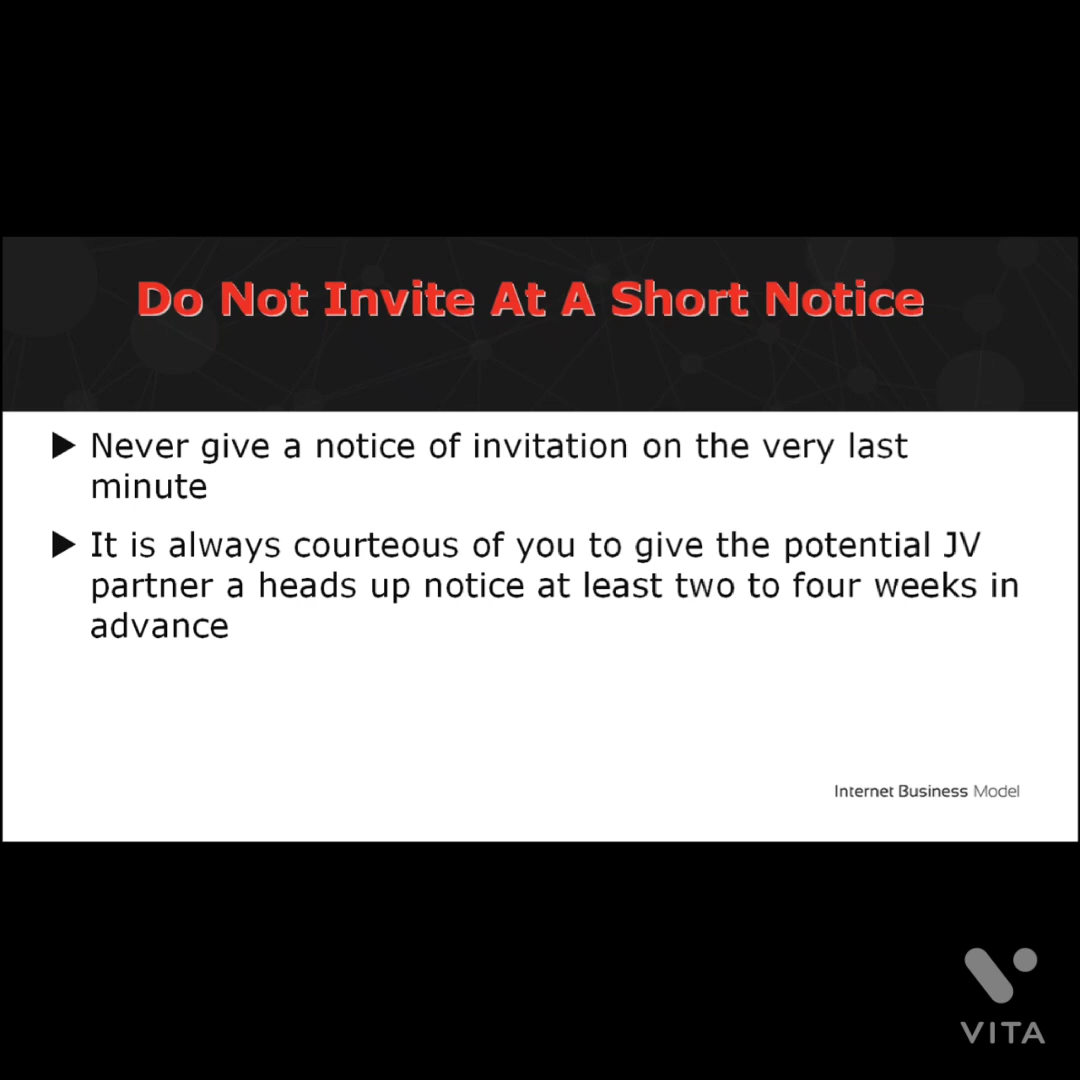 Do Not Invite At A Short Notice
▶ Never give a notice of invitation on the very last
minute
▶ It is always courteous of you to give the potential JV
partner a heads up notice at least two to four weeks in
advance
Internet Business Model
VITA